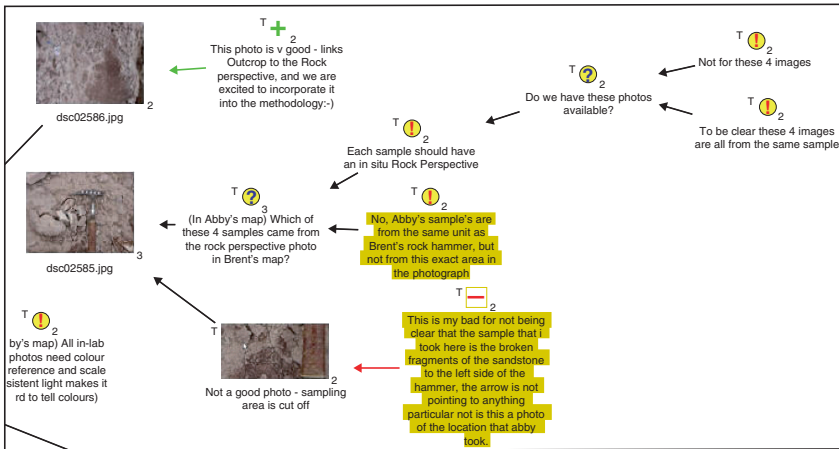 T
2
This photo is v good - links
Outcrop to the Rock
perspective, and we are
excited to incorporate it
into the methodology:-)
2
dsc02586.jpg
T
2
Not for these 4 images
T
2
Do we have these photos
available?
T
2
To be clear these 4 images
are all from the same sample
T
2
Each sample should have
an in situ Rock Perspective
T
3
(In Abby's map) Which of
these 4 samples came from
the rock perspective photo
in Brent's map?
T
2
No, Abby's sample's are
from the same unit as
Brent's rock hammer, but
not from this exact area in
the photograph
3
dsc02585.jpg
T
2
by's map) All in-lab
photos need colour
reference and scale
sistent light makes it
rd to tell colours)
T
2
Not a good photo - sampling
area is cut off
T
2
This is my bad for not being
clear that the sample that i
took here is the broken
fragments of the sandstone
to the left side of the
hammer, the arrow is not
pointing to anything
particular not is this a photo
of the location that abby
took.